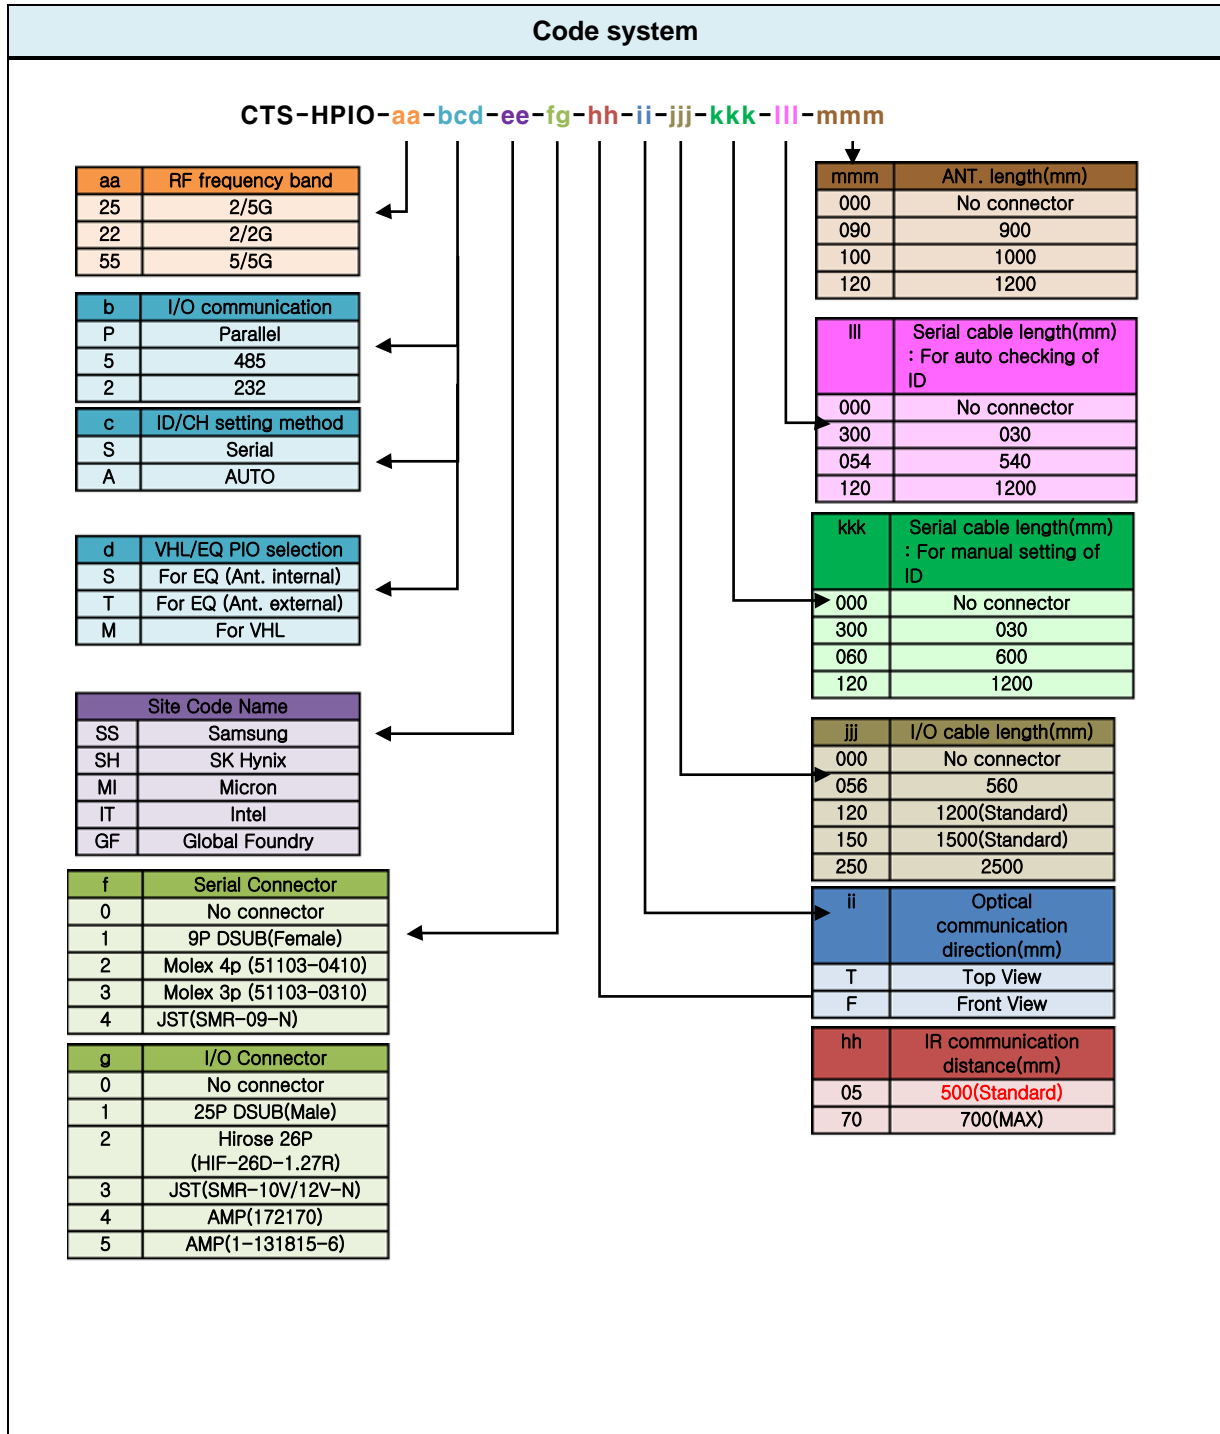 Code system
CTS-HPIO-aa-bcd-ee-fg-hh-ii-jjj-kkk-lll-mmm
aa RF frequency band
25 2/5G
22 2/2G
55 5/5G
b I/O communication
P Parallel
5 485
2 232
c ID/CH setting method
S Serial
A AUTO
d VHL/EQ PIO selection
S For EQ (Ant. internal)
T For EQ (Ant. external)
M For VHL
Site Code Name
SS Samsung
SH SK Hynix
MI Micron
IT Intel
GF Global Foundry
f Serial Connector
0 No connector
1 9P DSUB(Female)
2 Molex 4p (51103-0410)
3 Molex 3p (51103-0310)
4 JST(SMR-09-N)
g I/O Connector
0 No connector
1 25P DSUB(Male)
2 Hirose 26P
(HIF-26D-1.27R)
3 JST(SMR-10V/12V-N)
4 AMP(172170)
5 AMP(1-131815-6)
mmm ANT. length(mm)
000 No connector
090 900
100 1000
120 1200
lll Serial cable length(mm)
: For auto checking of
ID
000 No connector
300 030
054 540
120 1200
kkk Serial cable length(mm)
: For manual setting of
ID
000 No connector
300 030
060 600
120 1200
jjj I/O cable length(mm)
000 No connector
056 560
120 1200(Standard)
150 1500(Standard)
250 2500
ii Optical
communication
direction(mm)
T Top View
F Front View
hh IR communication
distance(mm)
05 500(Standard)
70 700(MAX)